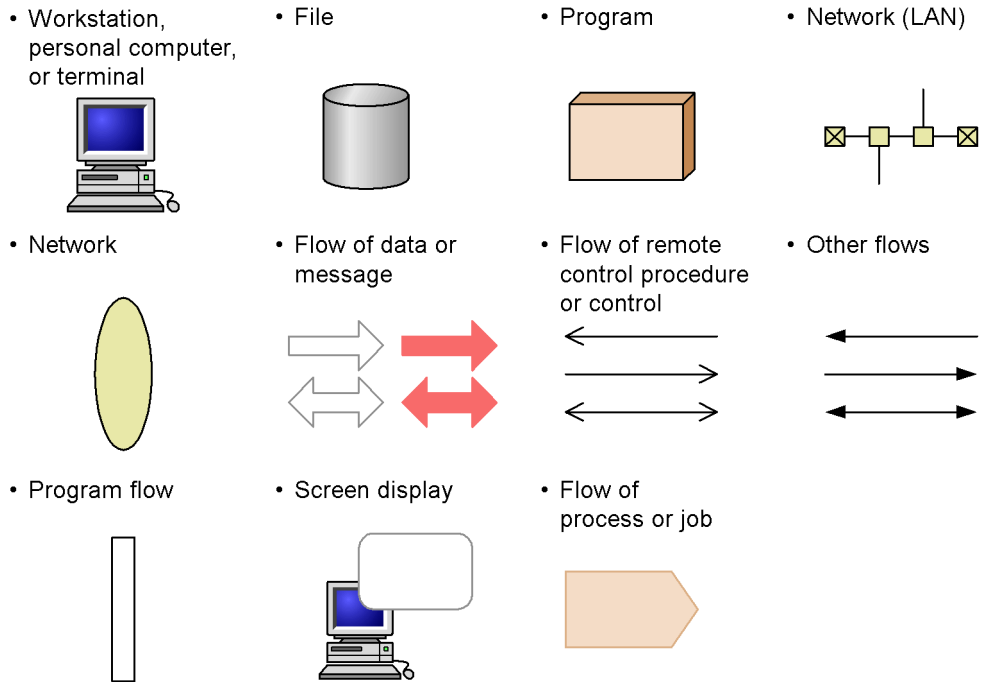 • Workstation,
personal computer,
or terminal
• File
• Program
• Network (LAN)
• Network
• Flow of data or
message
• Flow of remote
control procedure
or control
• Other flows
• Program flow
• Screen display
• Flow of
process or job